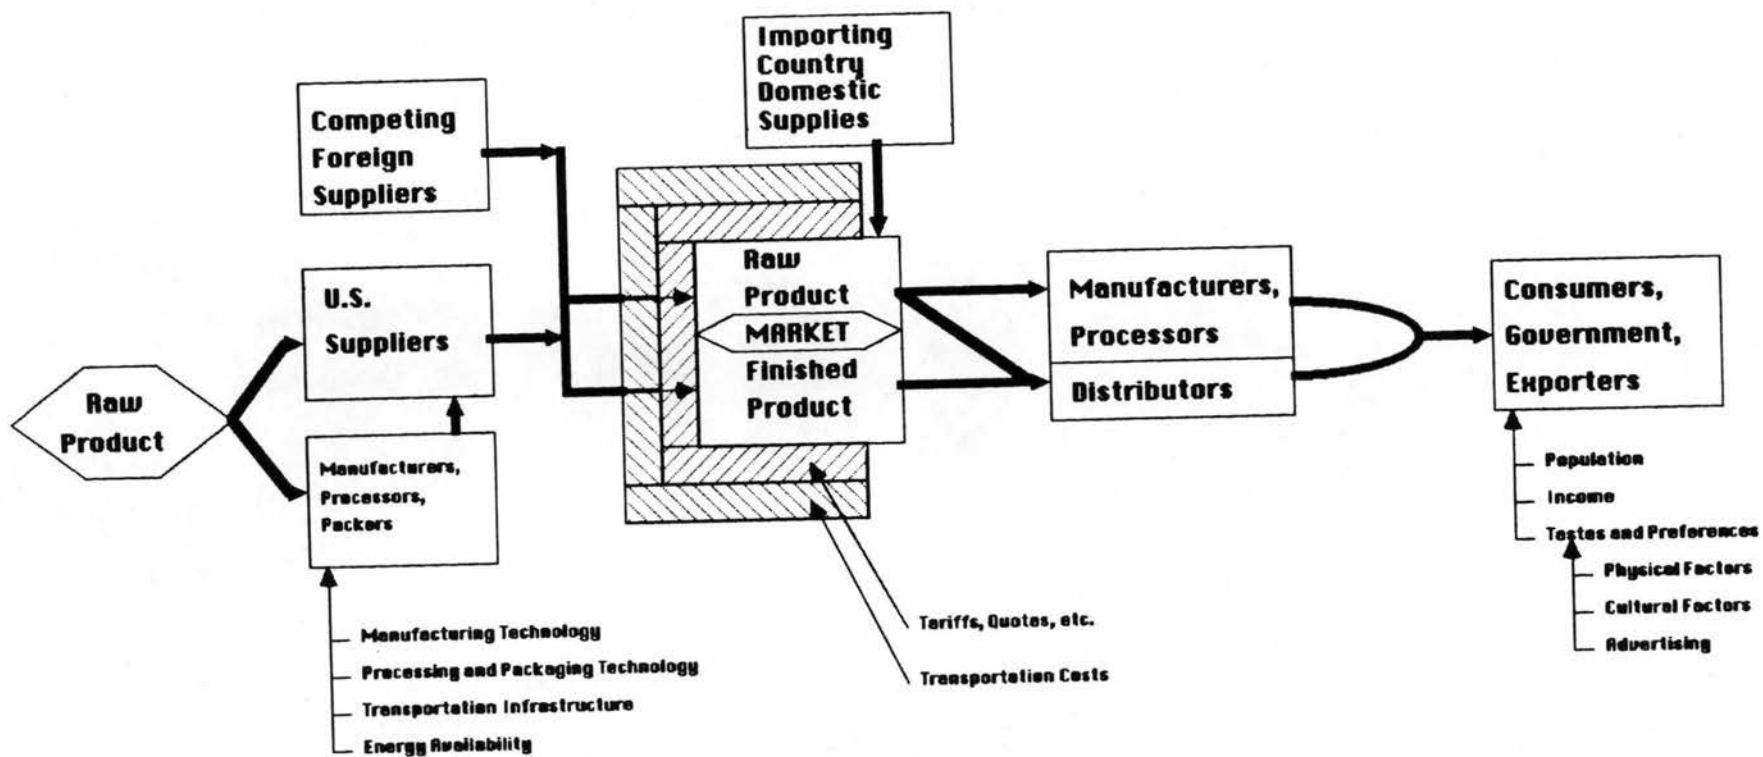 Importing
Country
Domestic
Supplies
Competing
Foreign
Suppliers
U.S.
Suppliers
Raw
Product
Manufacturers,
Processors,
Packers
Manufacturing Technology
Processing and Packaging Technology
Transportation Infrastructure
Energy Availability
Raw
Product
MARKET
Finished
Product
Tariffs, Quotas, etc.
Transportation Costs
Manufacturers,
Processors
Distributors
Consumers,
Government,
Exporters
Population
Income
Tastes and Preferences
Physical Factors
Cultural Factors
Advertising